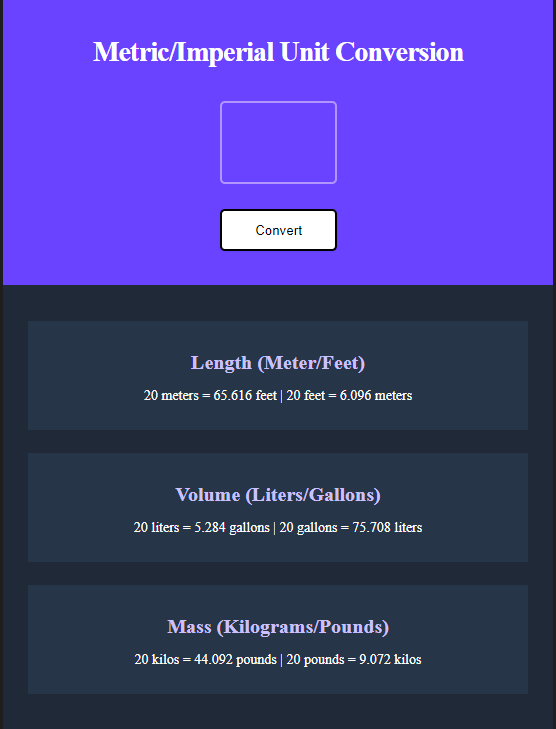 Metric/Imperial Unit Conversion
Convert
Length (Meter/Feet)
20 meters = 65.616 feet | 20 feet = 6.096 meters
Volume (Liters/Gallons)
20 liters = 5.284 gallons | 20 gallons = 75.708 liters
Mass (Kilograms/Pounds)
20 kilos = 44.092 pounds | 20 pounds = 9.072 kilos